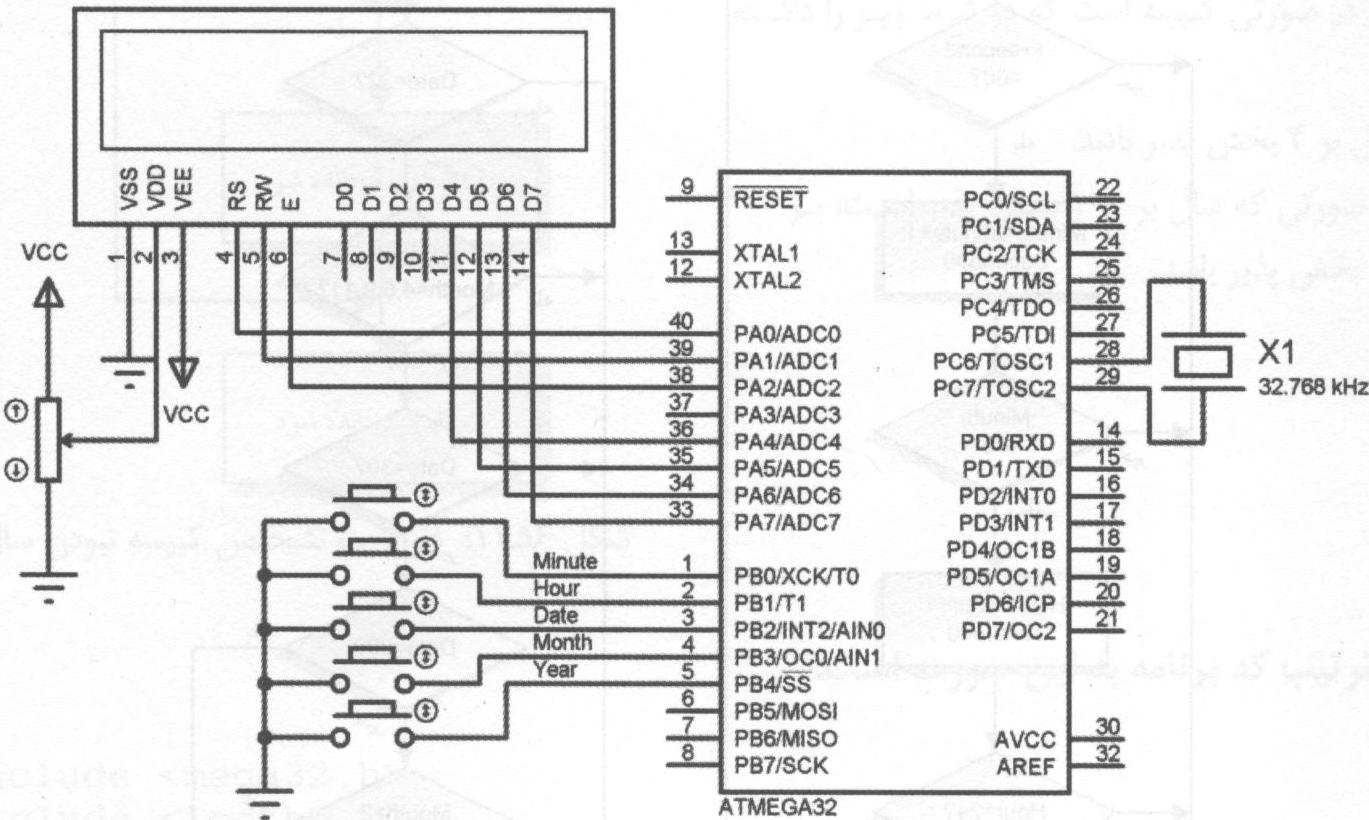 VSS
VDD
VEE
RS
RW
E
D0
D1
D2
D3
D4
D5
D6
D7
1
2
3
4
5
6
7
8
9
10
11
12
13
14
VCC
VCC
Minute
Hour
Date
Month
Year
9 RESET
13 XTAL1
12 XTAL2
40 PA0/ADC0
39 PA1/ADC1
38 PA2/ADC2
37 PA3/ADC3
36 PA4/ADC4
35 PA5/ADC5
34 PA6/ADC6
33 PA7/ADC7
1 PB0/XCK/T0
2 PB1/T1
3 PB2/INT2/AIN0
4 PB3/OC0/AIN1
5 PB4/SS
6 PB5/MOSI
7 PB6/MISO
8 PB7/SCK
PC0/SCL 22
PC1/SDA 23
PC2/TCK 24
PC3/TMS 25
PC4/TDO 26
PC5/TDI 27
PC6/TOSC1 28
PC7/TOSC2 29
PD0/RXD 14
PD1/TXD 15
PD2/INT0 16
PD3/INT1 17
PD4/OC1B 18
PD5/OC1A 19
PD6/ICP 20
PD7/OC2 21
AVCC 30
AREF 32
ATMEGA32
X1
32.768 kHz